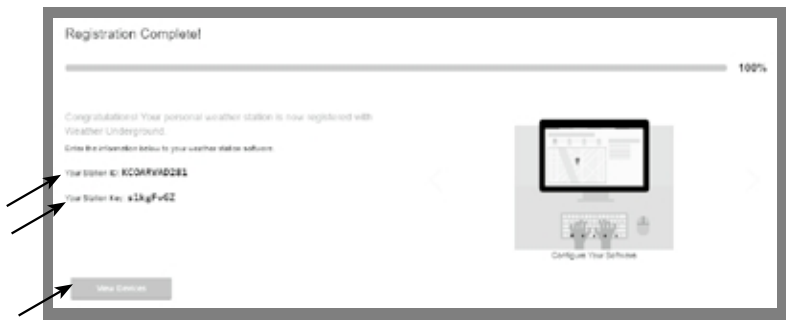 Registration Complete!
100%
Congratulations! Your personal weather station is now registered with
Weather Underground.
Enter the information below to your weather station software.
Your Station ID: KCOARVAD281
Your Station Key: s1kgFv6Z
View Devices
Configure Your Software